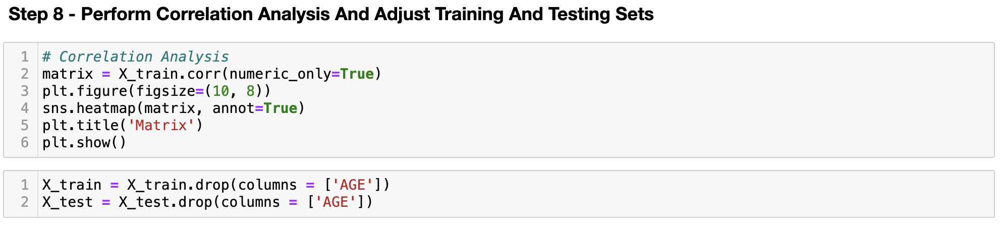 Step 8 - Perform Correlation Analysis And Adjust Training And Testing Sets
1 # Correlation Analysis
2 matrix = X_train.corr(numeric_only=True)
3 plt.figure(figsize=(10, 8))
4 sns.heatmap(matrix, annot=True)
5 plt.title('Matrix')
6 plt.show()
1 X_train = X_train.drop(columns = ['AGE'])
2 X_test = X_test.drop(columns = ['AGE'])